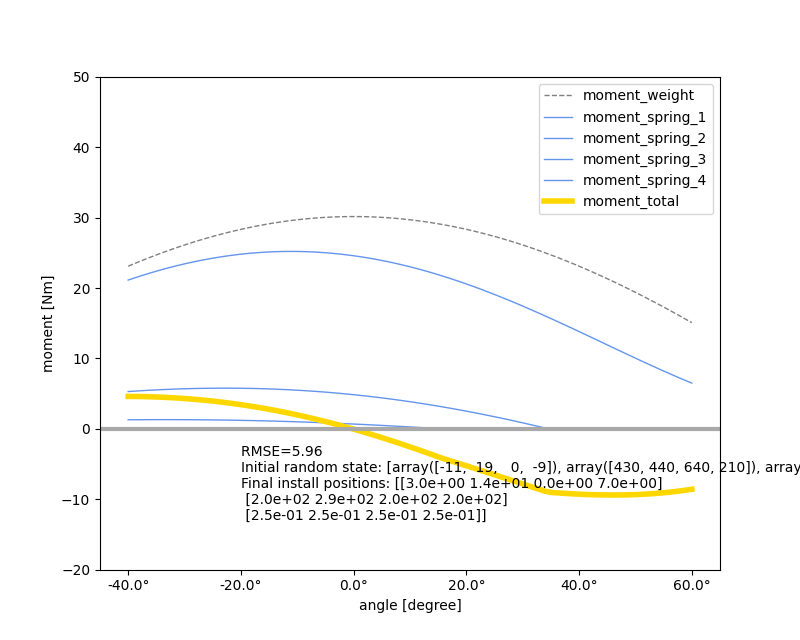 50
40
30
20
10
0
−10
−20
moment [Nm]
moment_weight
moment_spring_1
moment_spring_2
moment_spring_3
moment_spring_4
moment_total
RMSE=5.96
Initial random state: [array([-11,  19,   0,  -9]), array([430, 440, 640, 210]), array
Final install positions: [[3.0e+00 1.4e+01 0.0e+00 7.0e+00]
[2.0e+02 2.9e+02 2.0e+02 2.0e+02]
[2.5e-01 2.5e-01 2.5e-01 2.5e-01]]
-40.0° -20.0° 0.0° 20.0° 40.0° 60.0°
angle [degree]